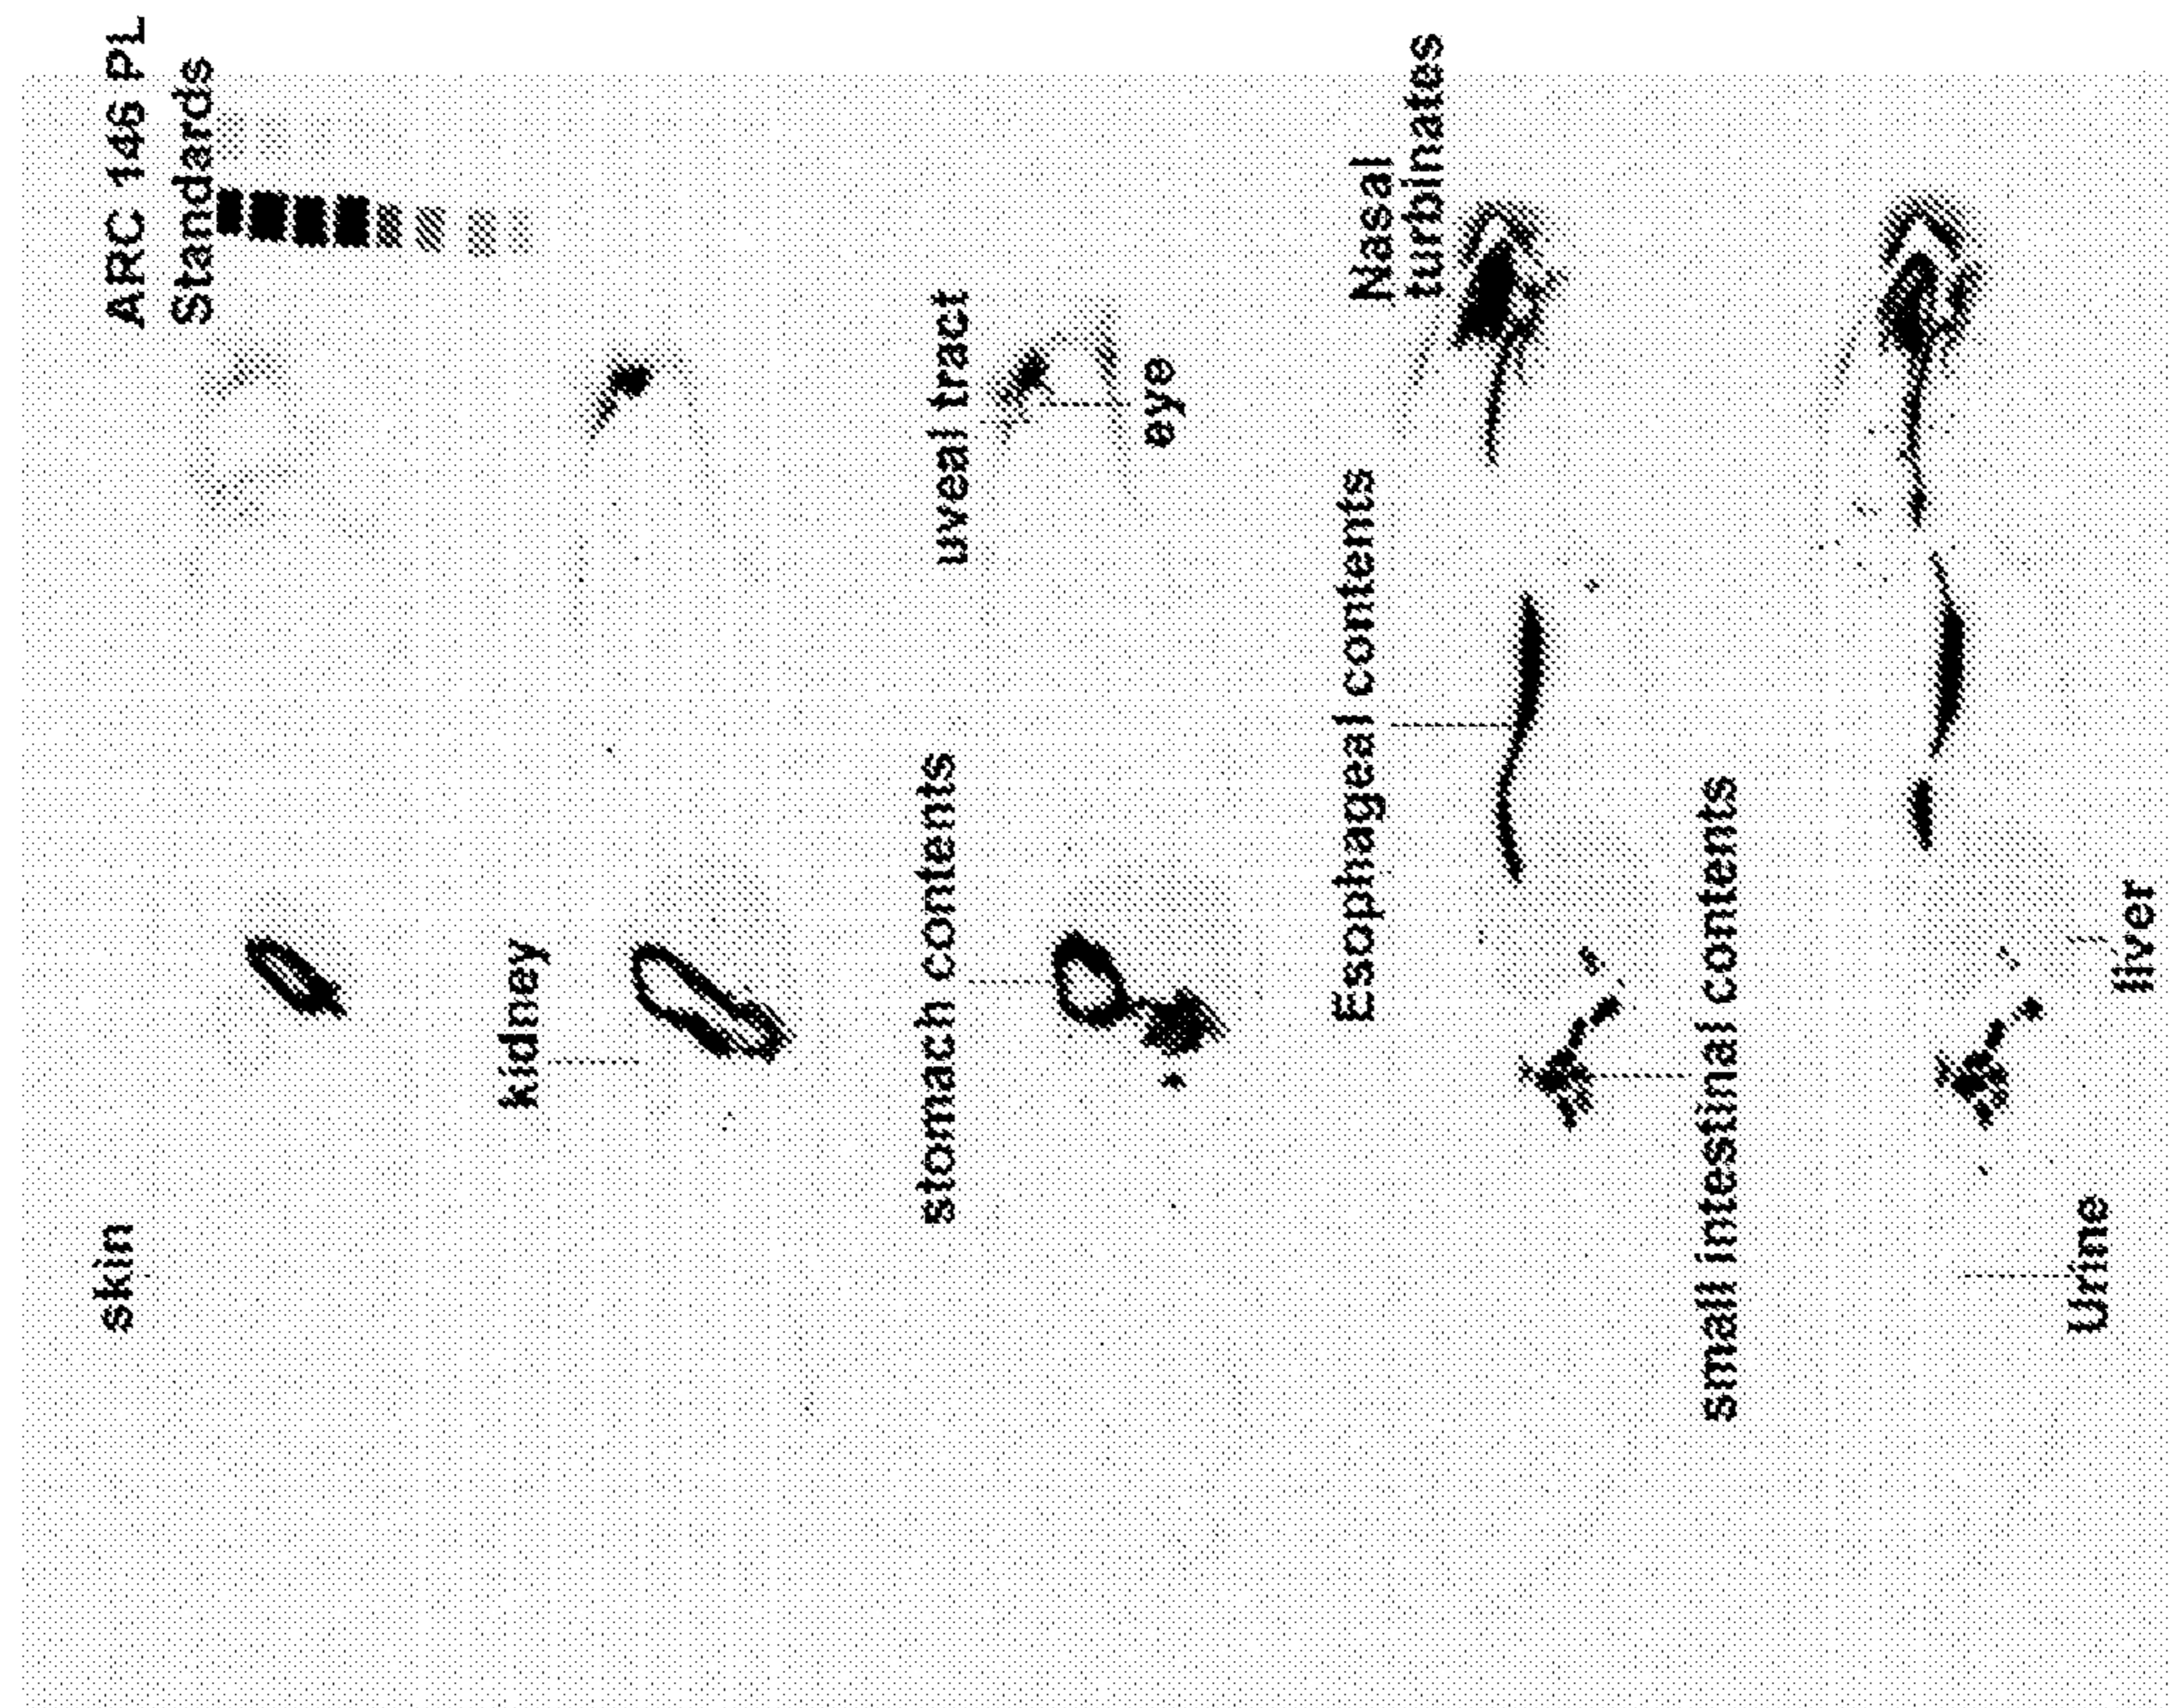 ARC 146 PL
Standards
skin
kidney
uveal tract
eye
stomach contents
Nasal
turbinates
Esophageal contents
small intestinal contents
liver
Urine